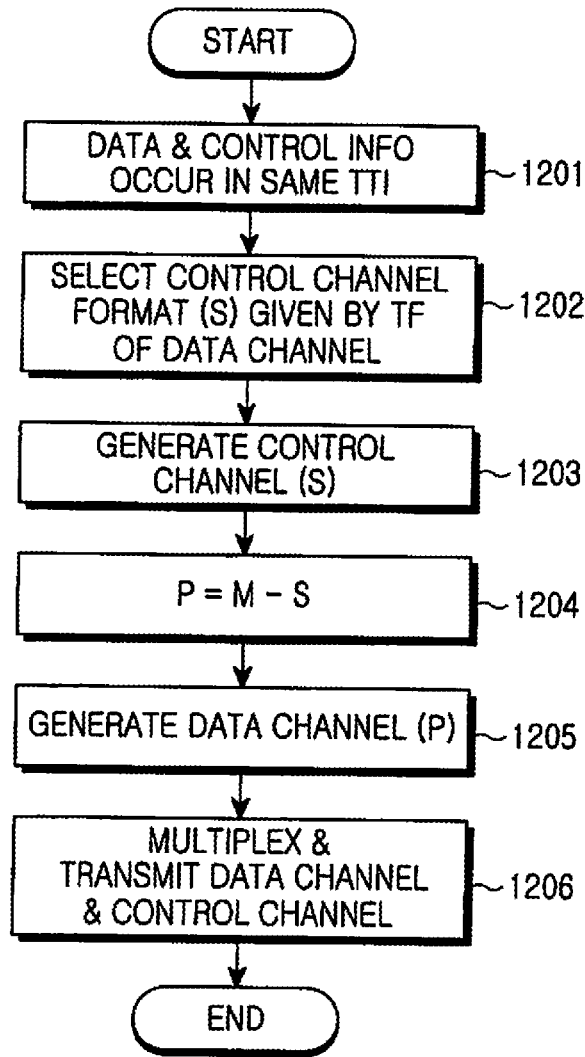 START
DATA & CONTROL INFO
OCCUR IN SAME TTI
1201
SELECT CONTROL CHANNEL
FORMAT (S) GIVEN BY TF
OF DATA CHANNEL
1202
GENERATE CONTROL
CHANNEL (S)
1203
P = M – S
1204
GENERATE DATA CHANNEL (P)
1205
MULTIPLEX &
TRANSMIT DATA CHANNEL
& CONTROL CHANNEL
1206
END